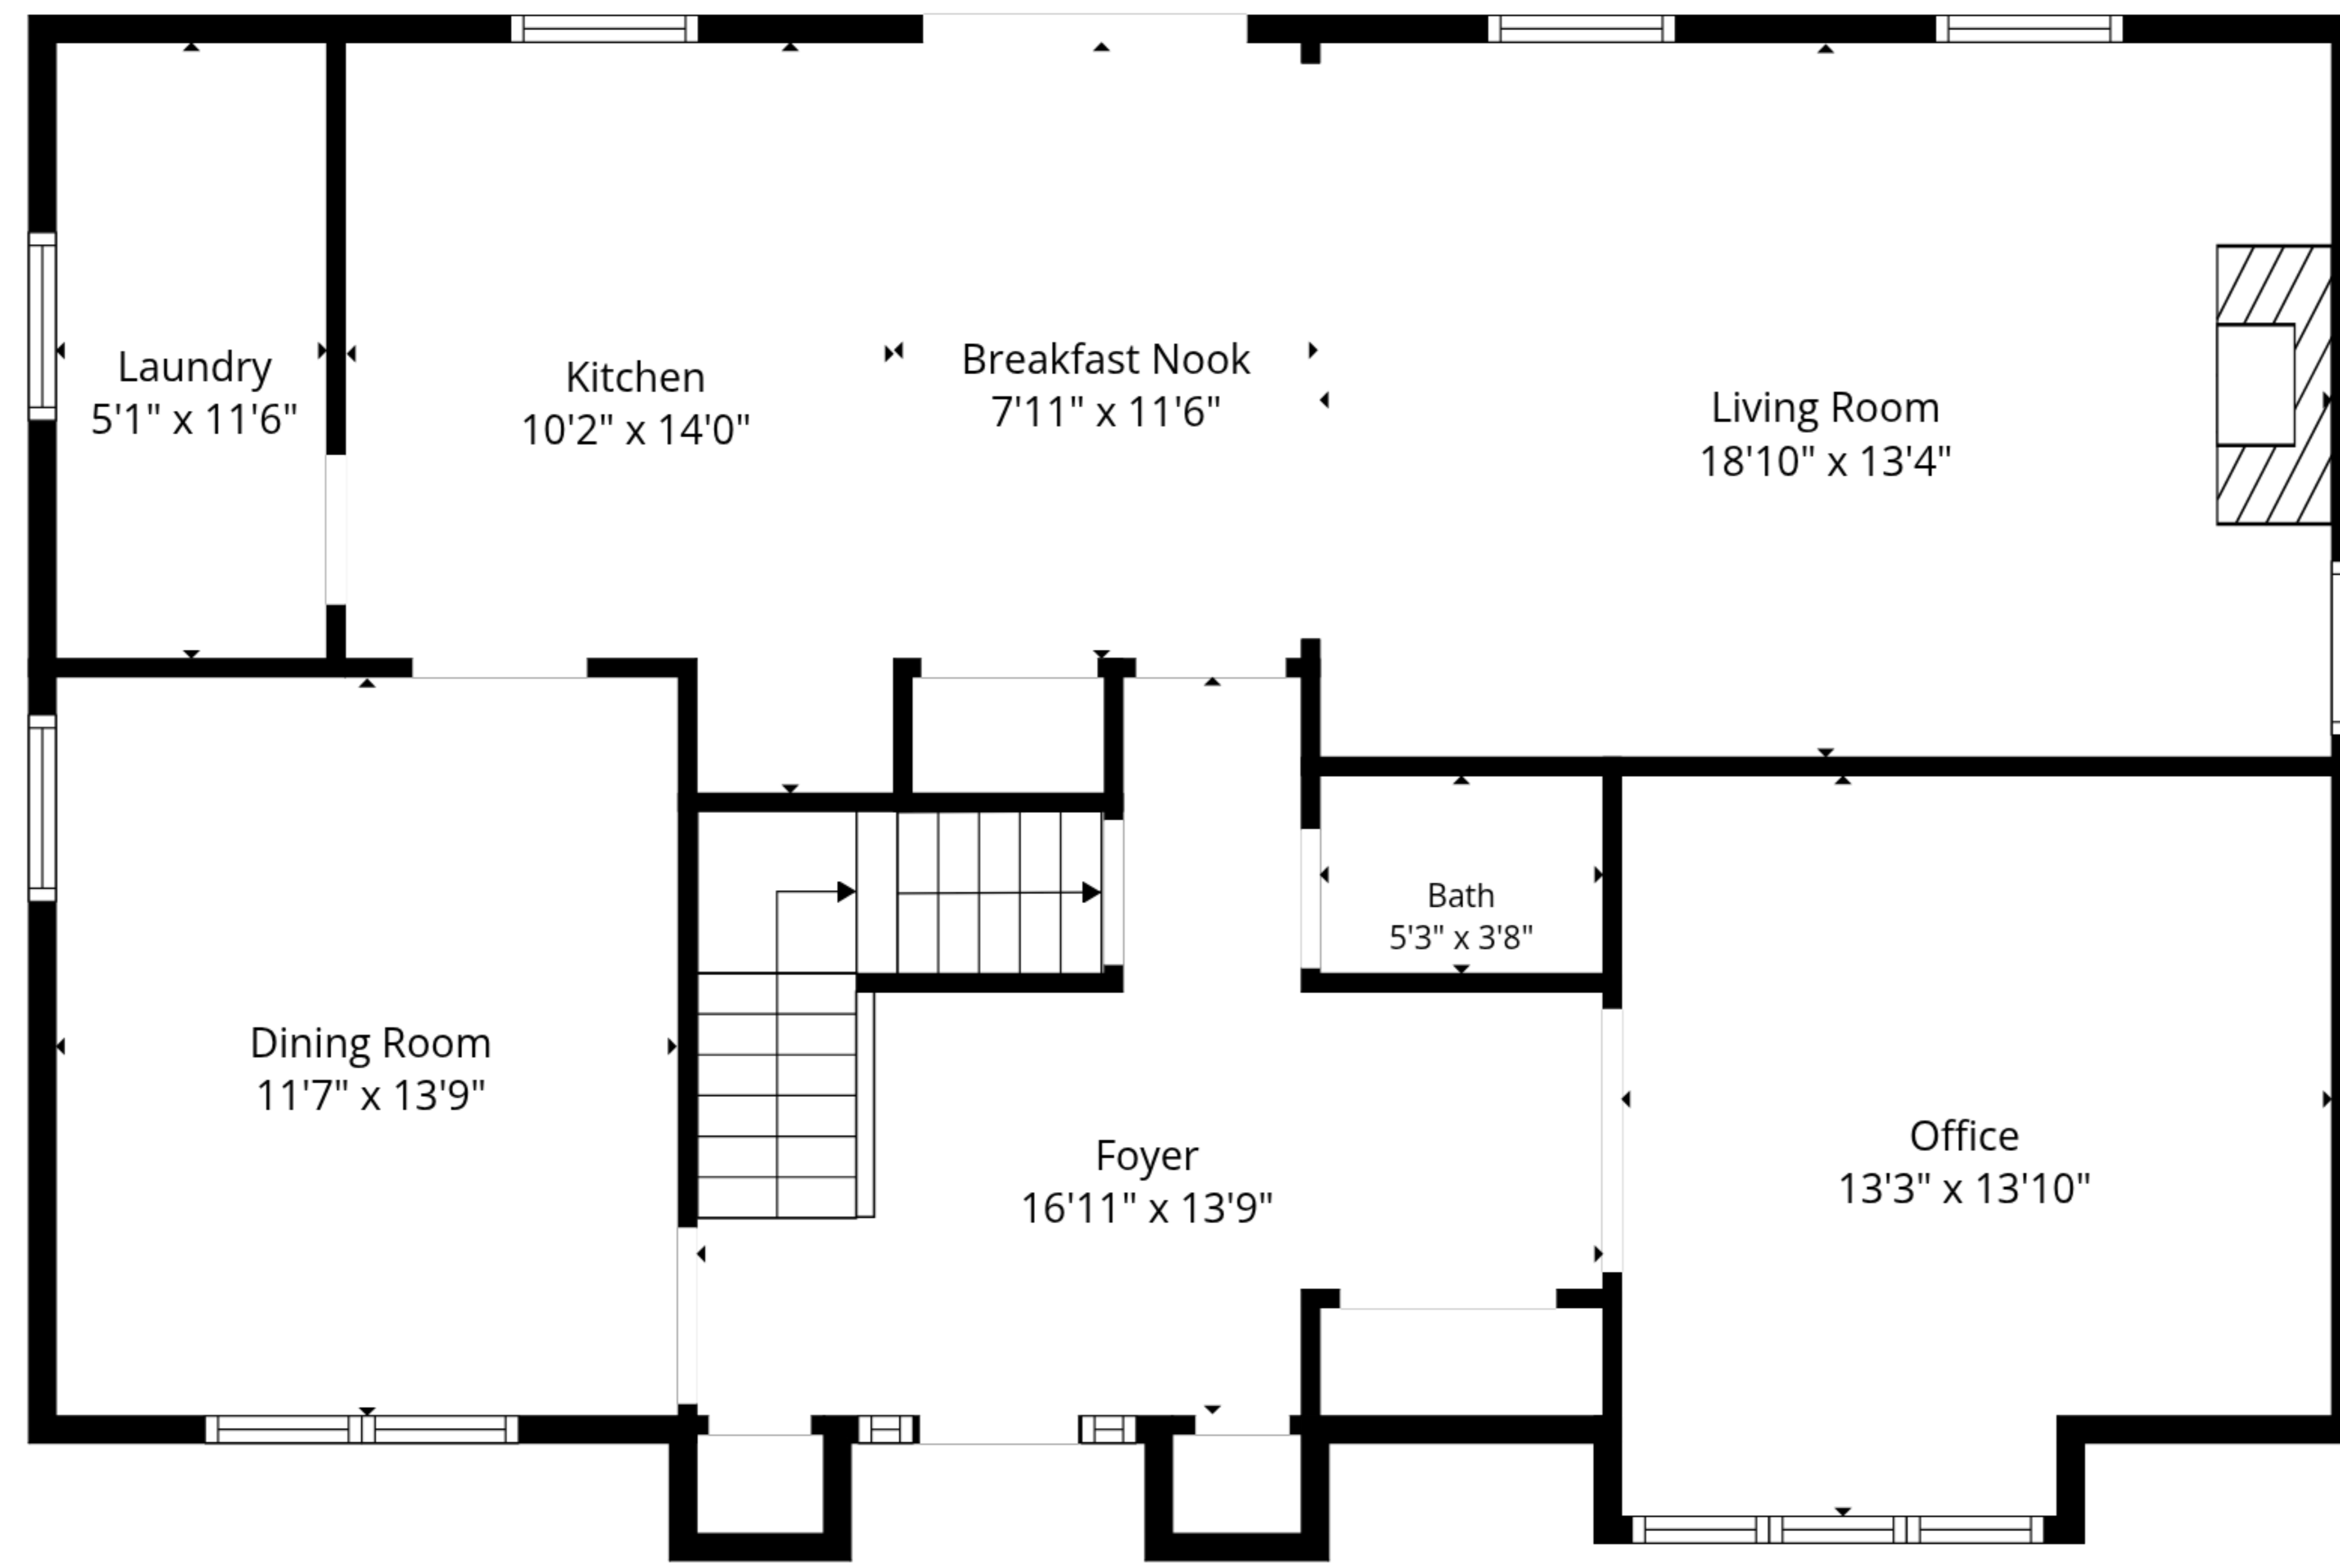 Laundry
5'1" x 11'6"
Kitchen
10'2" x 14'0"
Breakfast Nook
7'11" x 11'6"
Living Room
18'10" x 13'4"
Bath
5'3" x 3'8"
Dining Room
11'7" x 13'9"
Foyer
16'11" x 13'9"
Office
13'3" x 13'10"